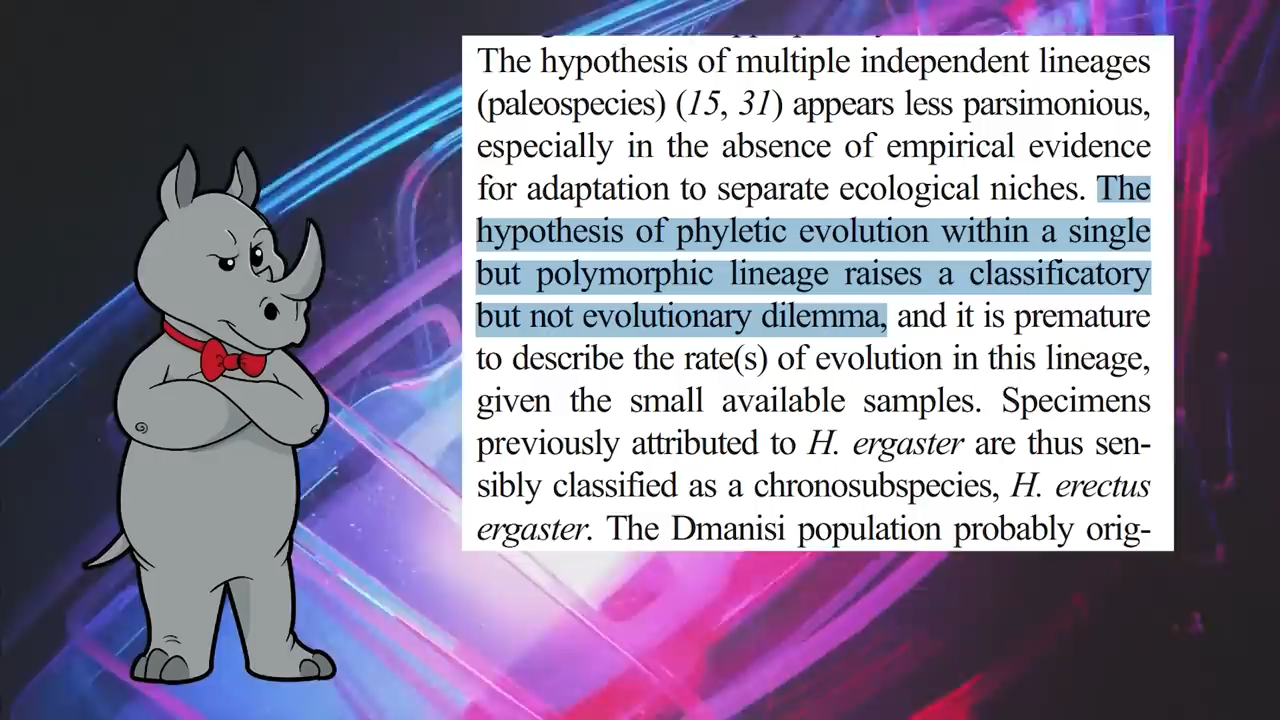 The hypothesis of multiple independent lineages
(paleospecies) (15, 31) appears less parsimonious,
especially in the absence of empirical evidence
for adaptation to separate ecological niches. The
hypothesis of phyletic evolution within a single
but polymorphic lineage raises a classificatory
but not evolutionary dilemma, and it is premature
to describe the rate(s) of evolution in this lineage,
given the small available samples. Specimens
previously attributed to H. ergaster are thus sen-
sibly classified as a chronosubspecies, H. erectus
ergaster. The Dmanisi population probably orig-